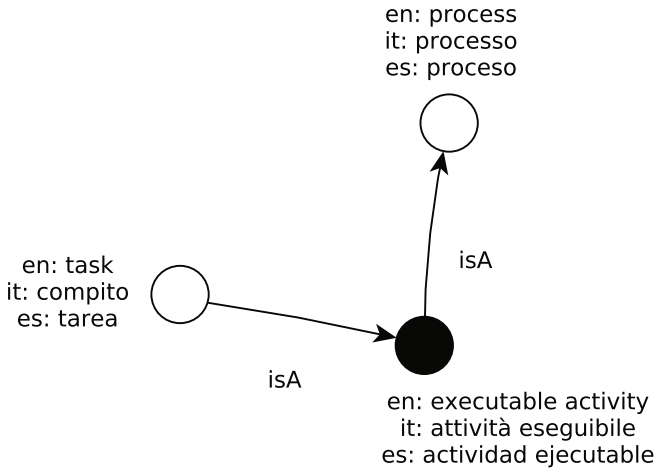 en: process
it: processo
es: proceso
isA
en: task
it: compito
es: tarea
isA
en: executable activity
it: attività eseguibile
es: actividad ejecutable